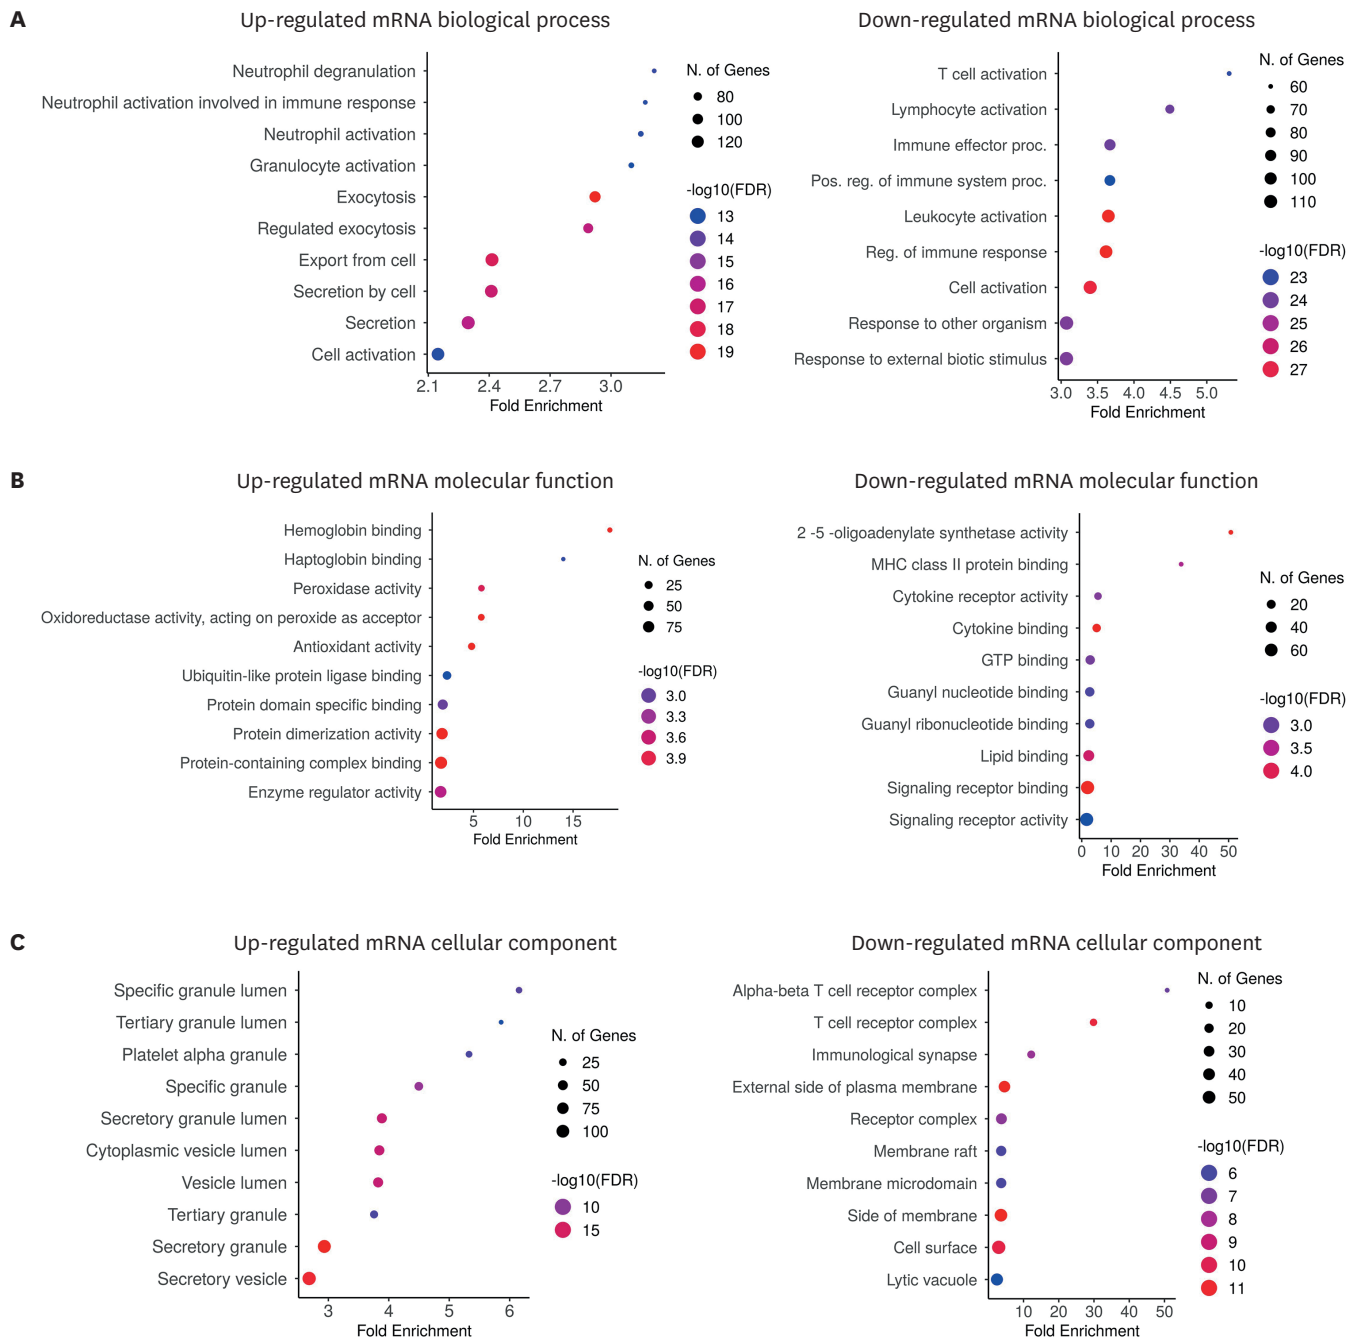 A
Up-regulated mRNA biological process
Neutrophil degranulation
Neutrophil activation involved in immune response
Neutrophil activation
Granulocyte activation
Exocytosis
Regulated exocytosis
Export from cell
Secretion by cell
Secretion
Cell activation
2.1 2.4 2.7 3.0
Fold Enrichment
N. of Genes
80
100
120
-log10(FDR)
13
14
15
16
17
18
19
Down-regulated mRNA biological process
T cell activation
Lymphocyte activation
Immune effector proc.
Pos. reg. of immune system proc.
Leukocyte activation
Reg. of immune response
Cell activation
Response to other organism
Response to external biotic stimulus
3.0 3.5 4.0 4.5 5.0
Fold Enrichment
N. of Genes
60
70
80
90
100
110
-log10(FDR)
23
24
25
26
27
B
Up-regulated mRNA molecular function
Hemoglobin binding
Haptoglobin binding
Peroxidase activity
Oxidoreductase activity, acting on peroxide as acceptor
Antioxidant activity
Ubiquitin-like protein ligase binding
Protein domain specific binding
Protein dimerization activity
Protein-containing complex binding
Enzyme regulator activity
5 10 15
Fold Enrichment
N. of Genes
25
50
75
-log10(FDR)
3.0
3.3
3.6
3.9
Down-regulated mRNA molecular function
2 -5 -oligoadenylate synthetase activity
MHC class II protein binding
Cytokine receptor activity
Cytokine binding
GTP binding
Guanyl nucleotide binding
Guanyl ribonucleotide binding
Lipid binding
Signaling receptor binding
Signaling receptor activity
0 10 20 30 40 50
Fold Enrichment
N. of Genes
20
40
60
-log10(FDR)
3.0
3.5
4.0
C
Up-regulated mRNA cellular component
Specific granule lumen
Tertiary granule lumen
Platelet alpha granule
Specific granule
Secretory granule lumen
Cytoplasmic vesicle lumen
Vesicle lumen
Tertiary granule
Secretory granule
Secretory vesicle
3 4 5 6
Fold Enrichment
N. of Genes
25
50
75
100
-log10(FDR)
10
15
Down-regulated mRNA cellular component
Alpha-beta T cell receptor complex
T cell receptor complex
Immunological synapse
External side of plasma membrane
Receptor complex
Membrane raft
Membrane microdomain
Side of membrane
Cell surface
Lytic vacuole
10 20 30 40 50
Fold Enrichment
N. of Genes
10
20
30
40
50
-log10(FDR)
6
7
8
9
10
11